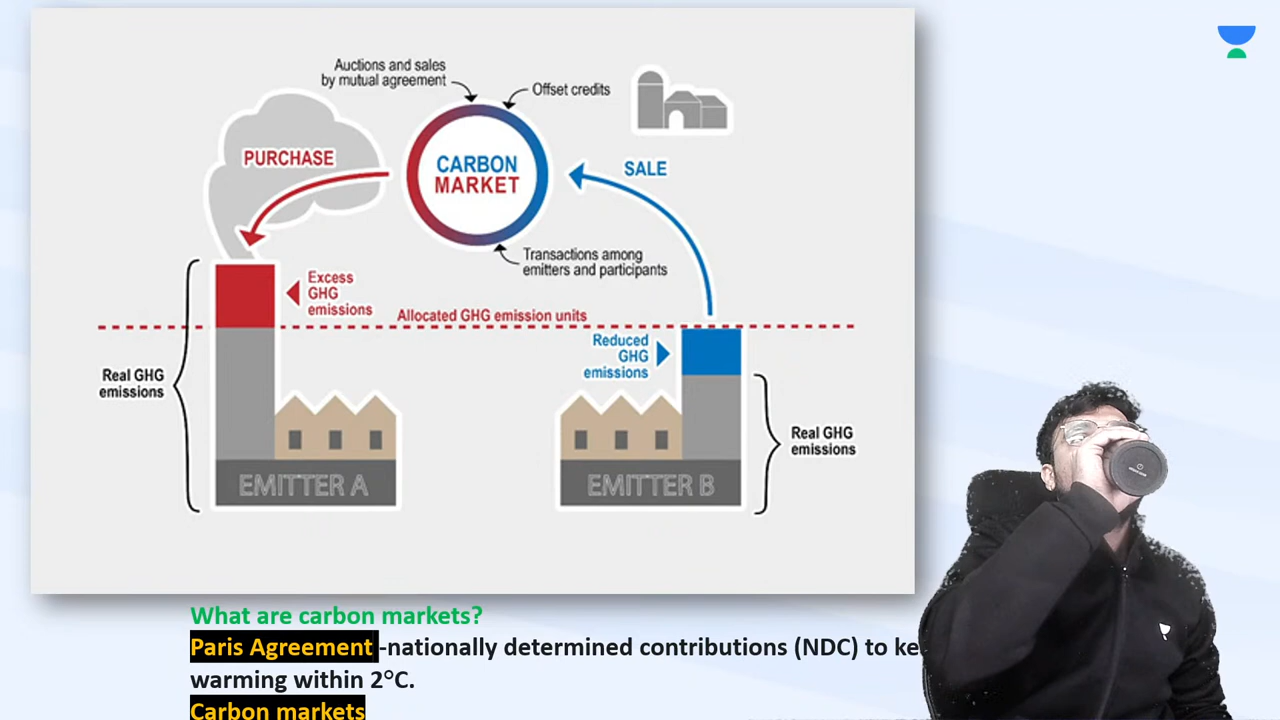 Auctions and sales
by mutual agreement
Offset credits
PURCHASE
CARBON
MARKET
SALE
Transactions among
emitters and participants
Excess
GHG
emissions
Allocated GHG emission units
Reduced
GHG
emissions
Real GHG
emissions
Real GHG
emissions
EMITTER A
EMITTER B
What are carbon markets?
Paris Agreement -nationally determined contributions (NDC) to
warming within 2°C.
Carbon markets